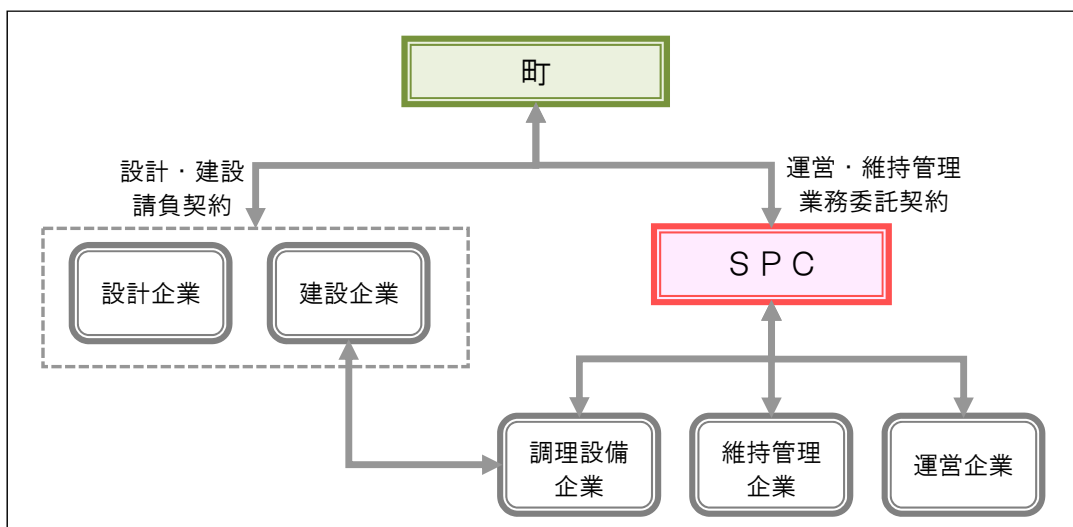 町
設計・建設
請負契約
運営・維持管理
業務委託契約
ＳＰＣ
設計企業
建設企業
調理設備
企業
維持管理
企業
運営企業